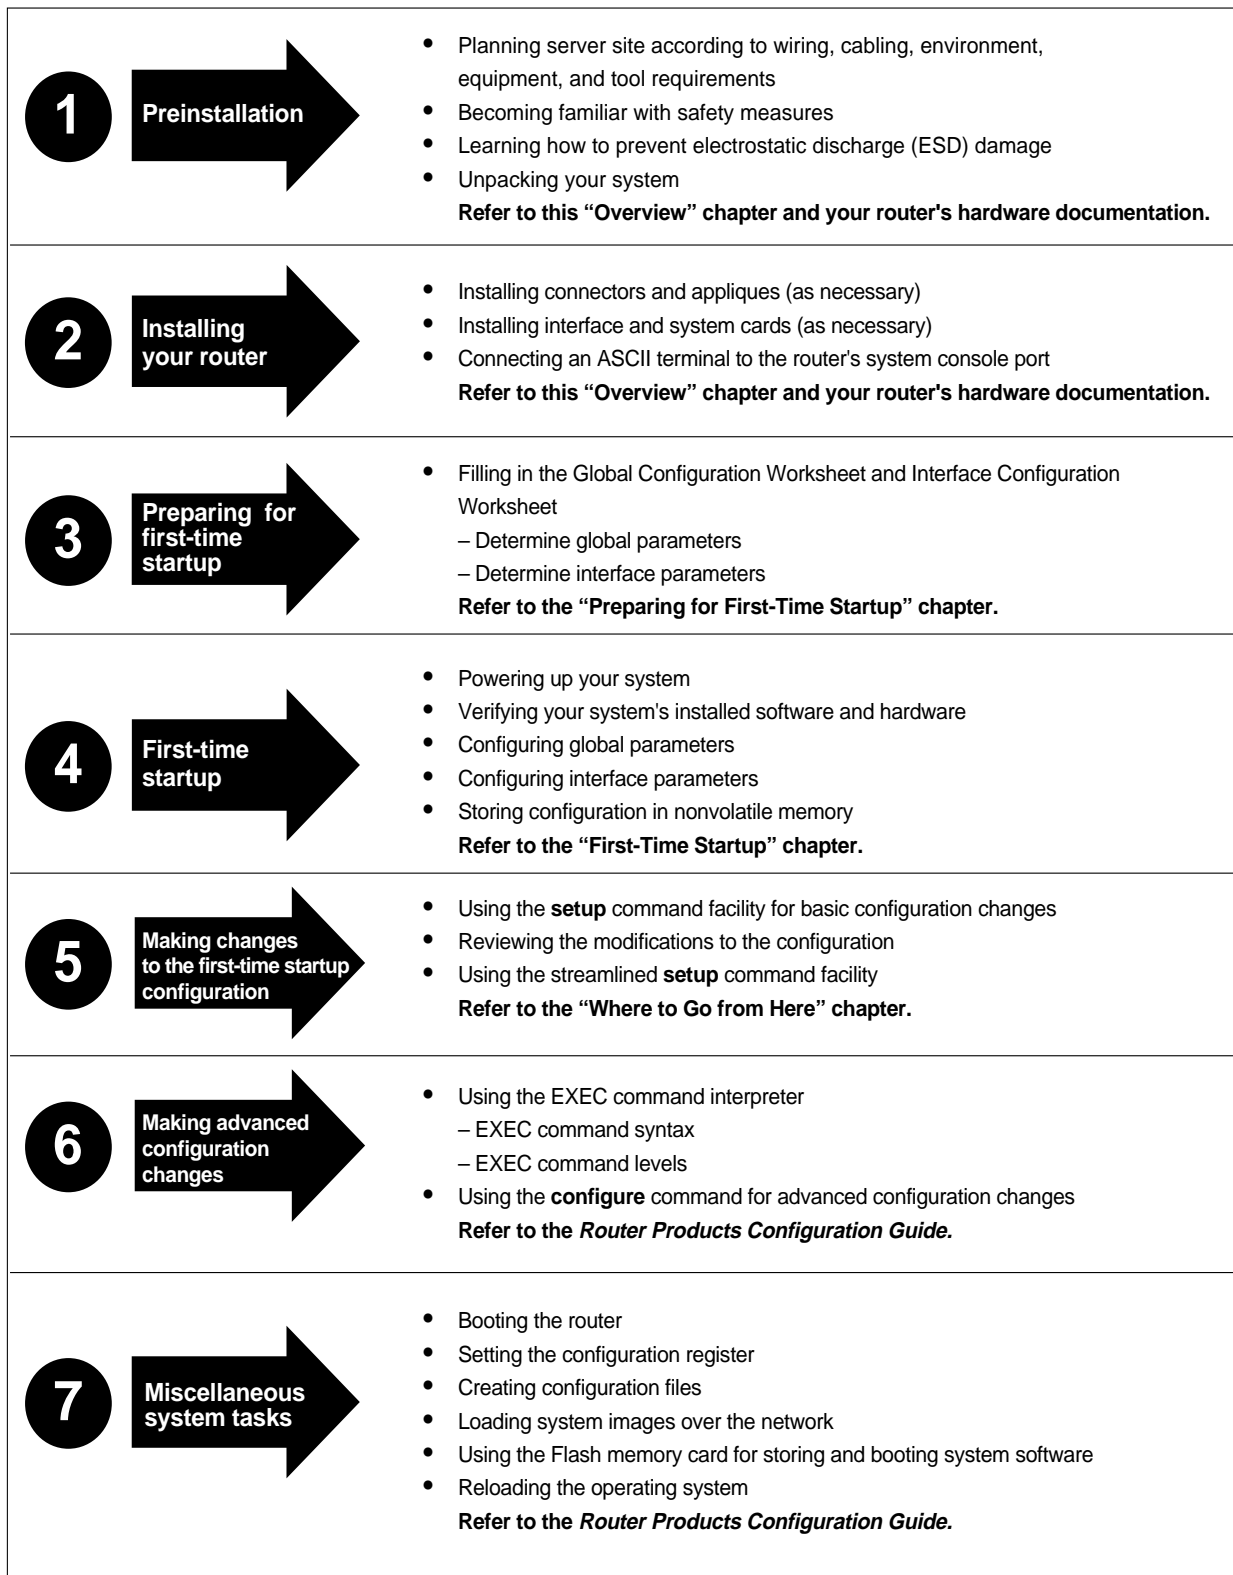 1
Preinstallation
• Planning server site according to wiring, cabling, environment,
equipment, and tool requirements
• Becoming familiar with safety measures
• Learning how to prevent electrostatic discharge (ESD) damage
• Unpacking your system
Refer to this “Overview” chapter and your router's hardware documentation.
2
Installing
your router
• Installing connectors and appliques (as necessary)
• Installing interface and system cards (as necessary)
• Connecting an ASCII terminal to the router's system console port
Refer to this “Overview” chapter and your router's hardware documentation.
3
Preparing for
first-time
startup
• Filling in the Global Configuration Worksheet and Interface Configuration
Worksheet
– Determine global parameters
– Determine interface parameters
Refer to the “Preparing for First-Time Startup” chapter.
4
First-time
startup
• Powering up your system
• Verifying your system's installed software and hardware
• Configuring global parameters
• Configuring interface parameters
• Storing configuration in nonvolatile memory
Refer to the “First-Time Startup” chapter.
5
Making changes
to the first-time startup
configuration
• Using the setup command facility for basic configuration changes
• Reviewing the modifications to the configuration
• Using the streamlined setup command facility
Refer to the “Where to Go from Here” chapter.
6
Making advanced
configuration
changes
• Using the EXEC command interpreter
– EXEC command syntax
– EXEC command levels
• Using the configure command for advanced configuration changes
Refer to the Router Products Configuration Guide.
7
Miscellaneous
system tasks
• Booting the router
• Setting the configuration register
• Creating configuration files
• Loading system images over the network
• Using the Flash memory card for storing and booting system software
• Reloading the operating system
Refer to the Router Products Configuration Guide.